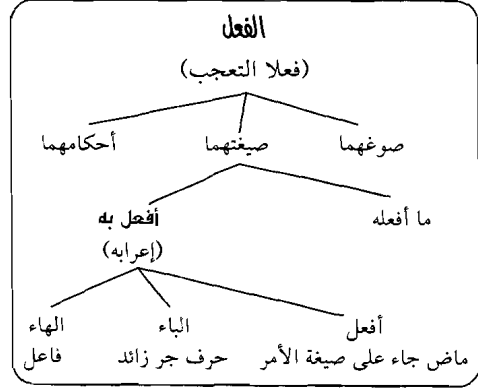 الفعل
(فعلا التعجب)
صوغهما صيغتهما أحكامهما
ما أفعله أفعل به
(إعرابه)
أفعل الباء الهاء
ماض جاء على صيغة الأمر حرف جر زائد فاعل